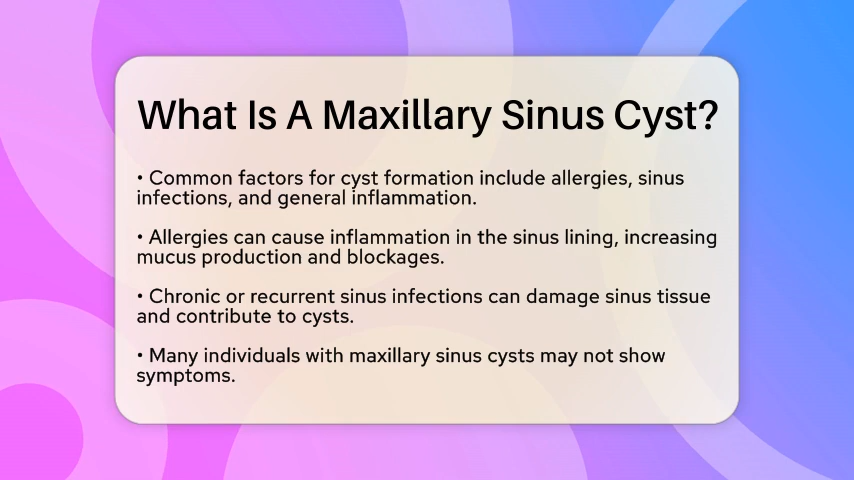 What Is A Maxillary Sinus Cyst?
• Common factors for cyst formation include allergies, sinus
infections, and general inflammation.
• Allergies can cause inflammation in the sinus lining, increasing
mucus production and blockages.
• Chronic or recurrent sinus infections can damage sinus tissue
and contribute to cysts.
• Many individuals with maxillary sinus cysts may not show
symptoms.